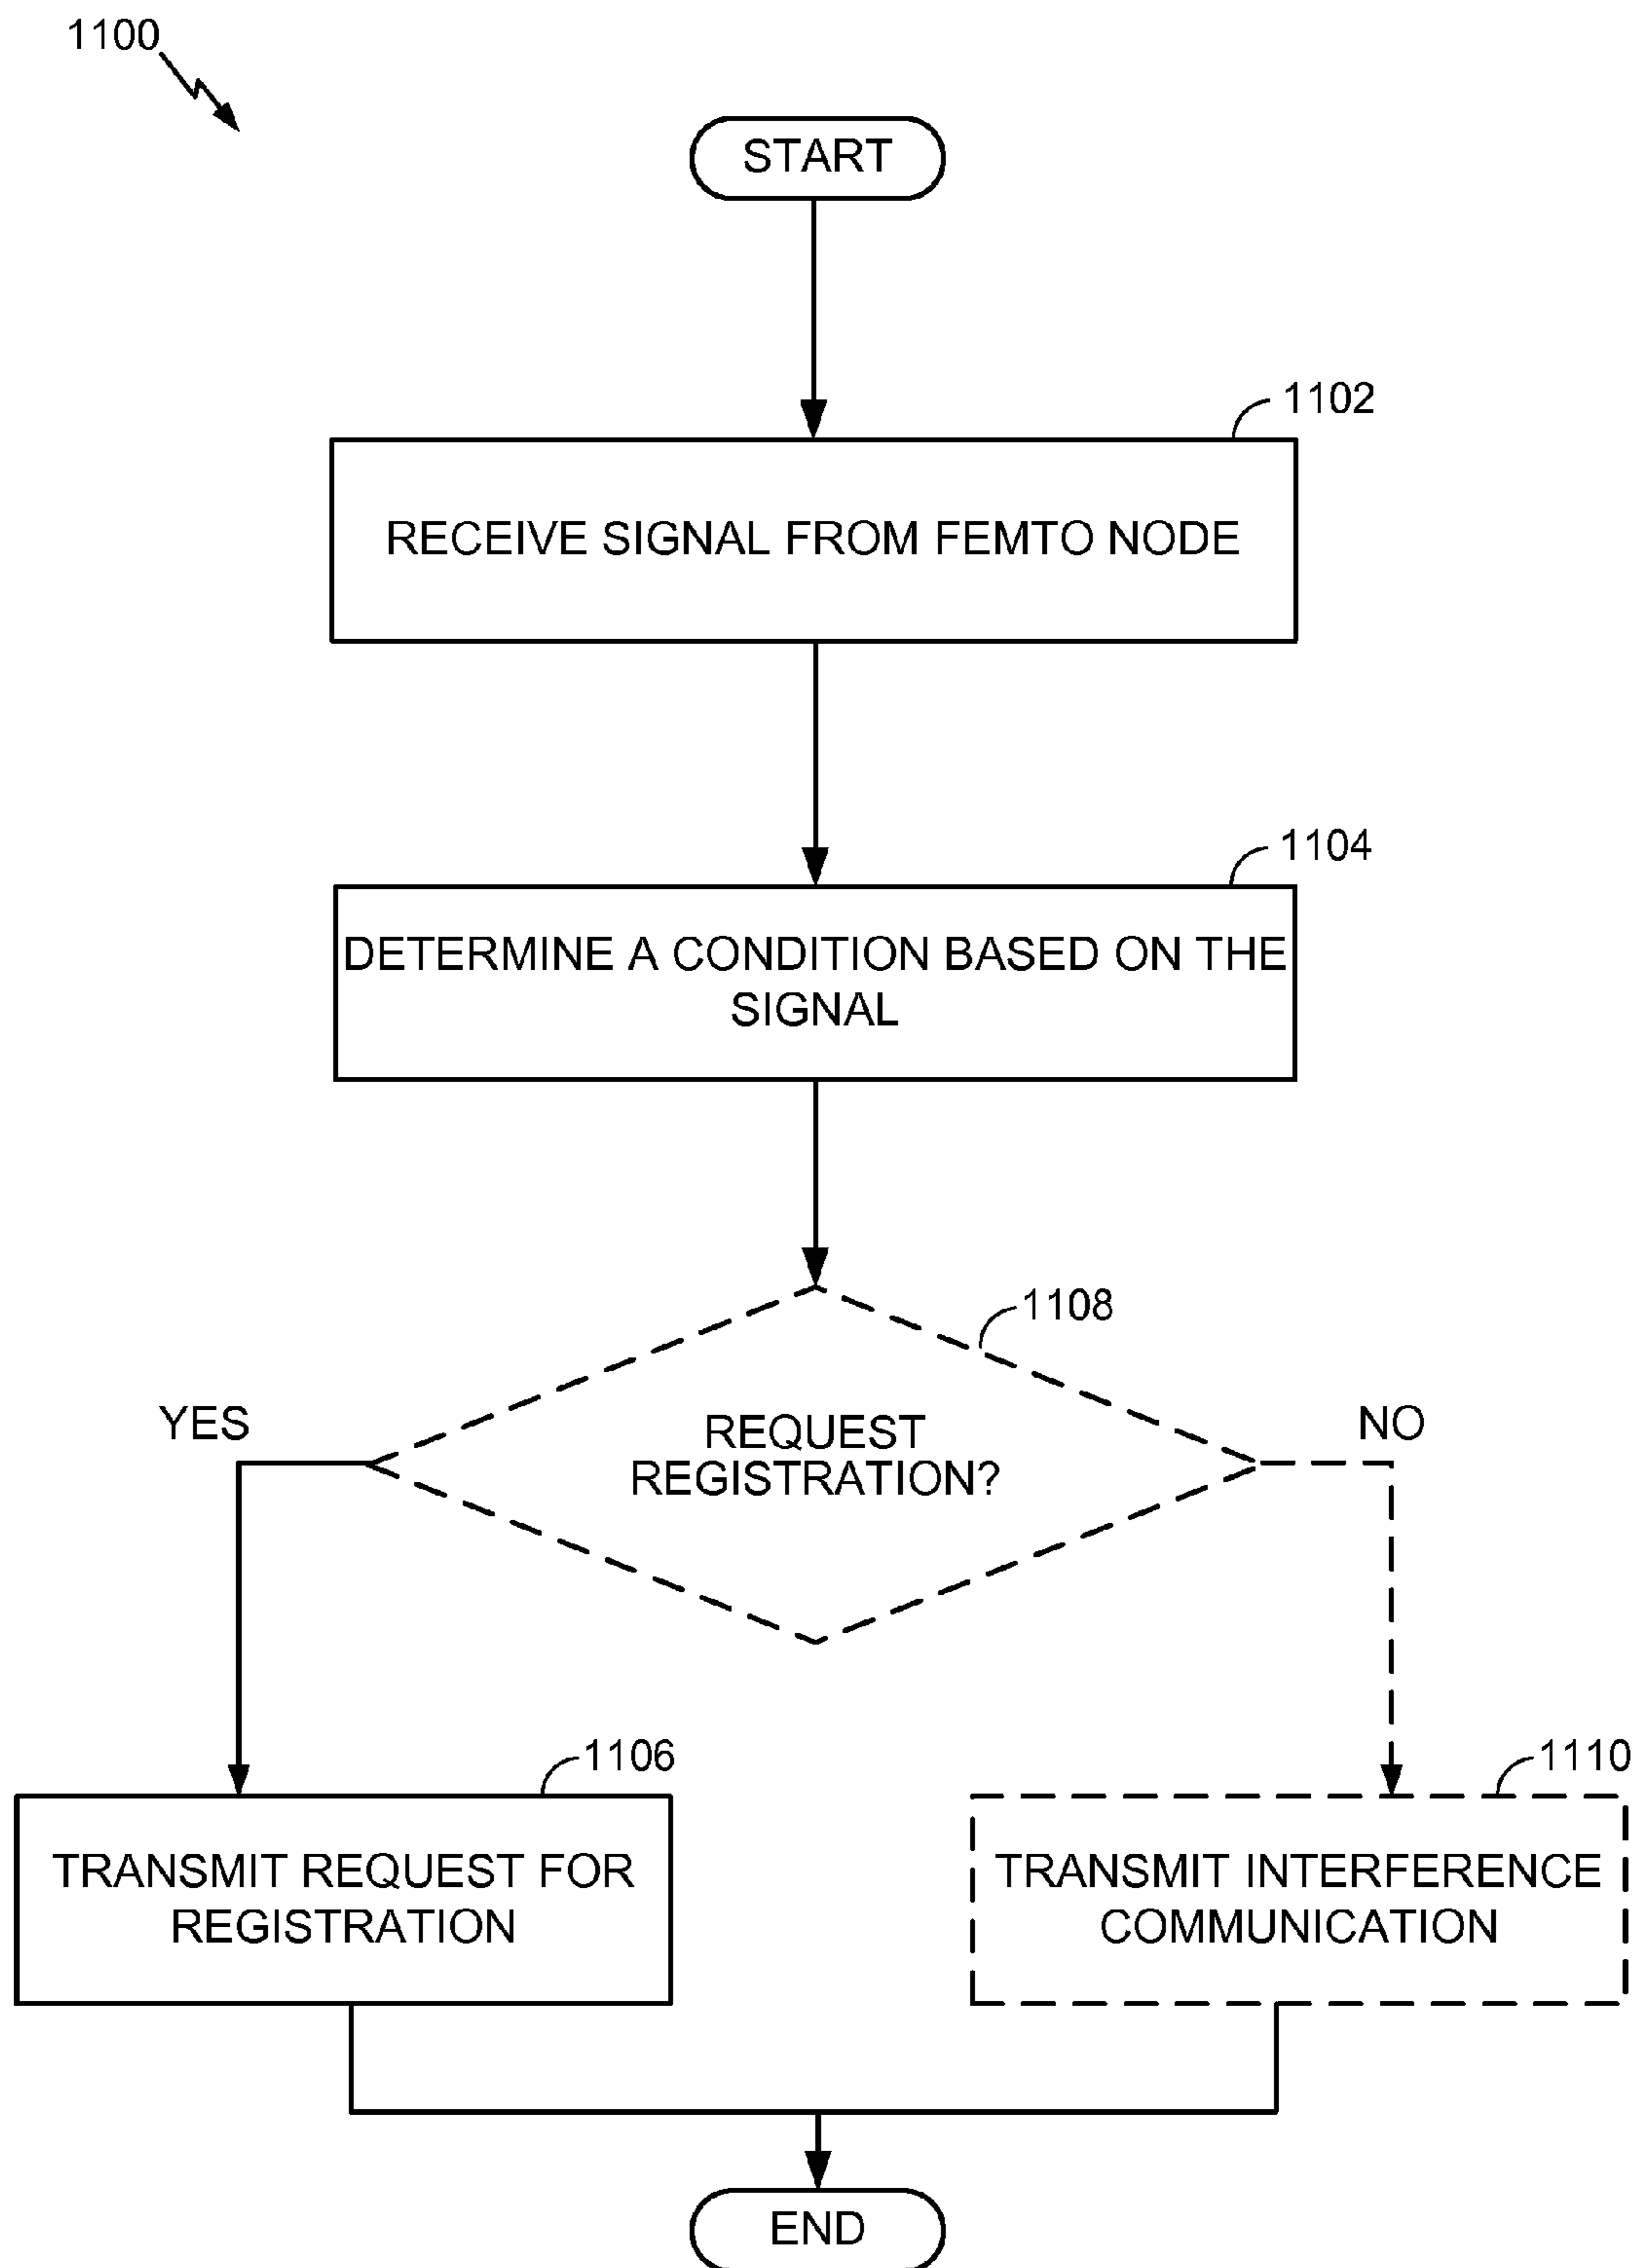 1100
START
1102
RECEIVE SIGNAL FROM FEMTO NODE
1104
DETERMINE A CONDITION BASED ON THE
SIGNAL
1108
YES
REQUEST
REGISTRATION?
NO
1106
TRANSMIT REQUEST FOR
REGISTRATION
1110
TRANSMIT INTERFERENCE
COMMUNICATION
END